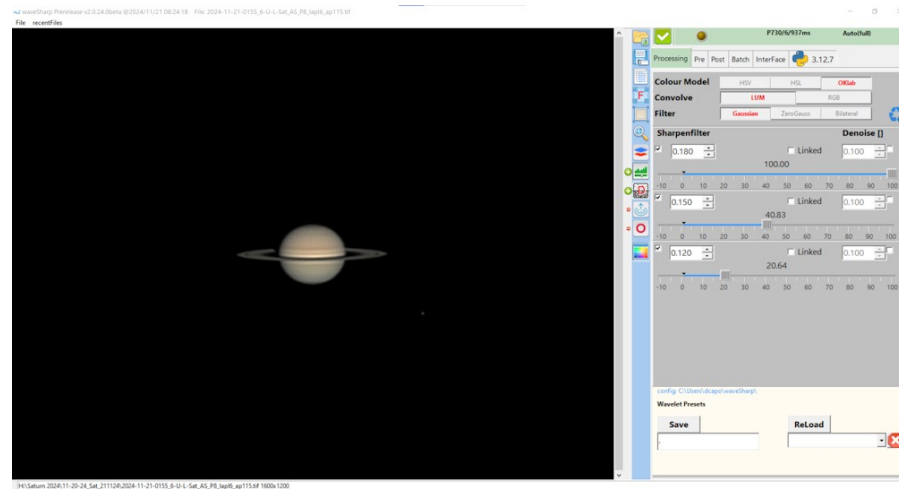 waveSharp Prerelease v2.0.24.0beta @2024/11/21 08:24:18 File: 2024-11-21-0155_6-U-L-Sat_AS_P8_lapl6_ap115.tif
File recentFiles
P730/6/937ms Auto(full)
Processing Pre Post Batch InterFace 3.12.7
Colour Model HSV HSL OKlab
Convolve LUM RGB
Filter Gaussian ZeroGauss Bilateral
F
Sharpenfilter Denoise []
0.180 Linked 0.100
100.00
-10 0 10 20 30 40 50 60 70 80 90 100
0.150 Linked 0.100
40.83
-10 0 10 20 30 40 50 60 70 80 90 100
0.120 Linked 0.100
20.64
-10 0 10 20 30 40 50 60 70 80 90 100
config: C:\Users\dcapo\waveSharp\
Wavelet Presets
Save ReLoad
H:\Saturn 2024\11-20-24_Sat_211124\2024-11-21-0155_6-U-L-Sat_AS_P8_lapl6_ap115.tif 1600x1200